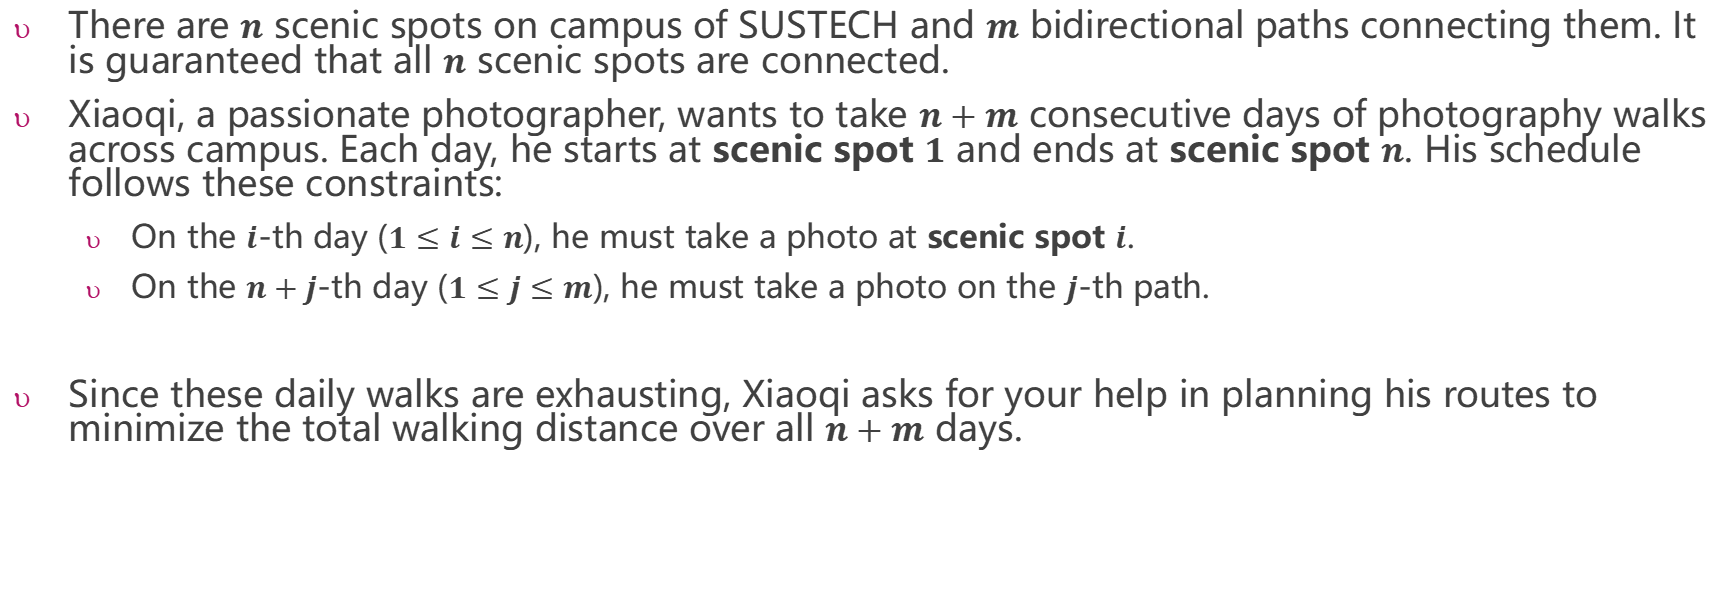 υ There are n scenic spots on campus of SUSTECH and m bidirectional paths connecting them. It
is guaranteed that all n scenic spots are connected.
υ Xiaoqi, a passionate photographer, wants to take n + m consecutive days of photography walks
across campus. Each day, he starts at scenic spot 1 and ends at scenic spot n. His schedule
follows these constraints:
υ On the i-th day (1 ≤ i ≤ n), he must take a photo at scenic spot i.
υ On the n + j-th day (1 ≤ j ≤ m), he must take a photo on the j-th path.
υ Since these daily walks are exhausting, Xiaoqi asks for your help in planning his routes to
minimize the total walking distance over all n + m days.